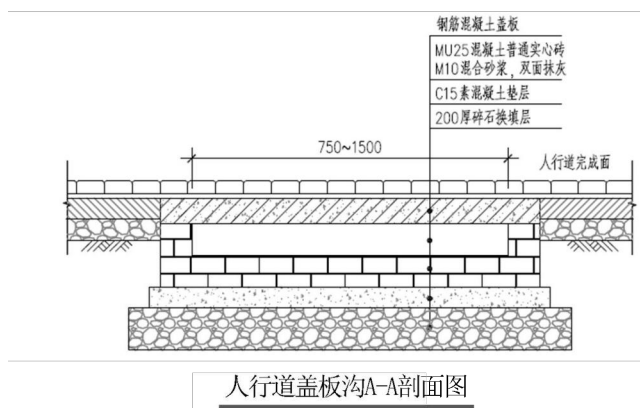 钢筋混凝土盖板
MU25混凝土普通实心砖
M10混合砂浆，双面抹灰
C15素混凝土垫层
200厚碎石换填层
750~1500
人行道完成面
人行道盖板沟A-A剖面图